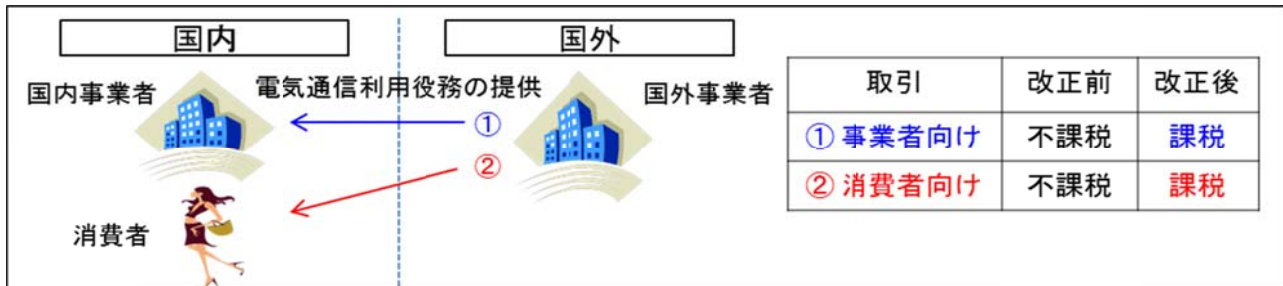 国内
国外
国内事業者
電気通信利用役務の提供
国外事業者
①
②
消費者
取引 改正前 改正後
① 事業者向け 不課税 課税
② 消費者向け 不課税 課税